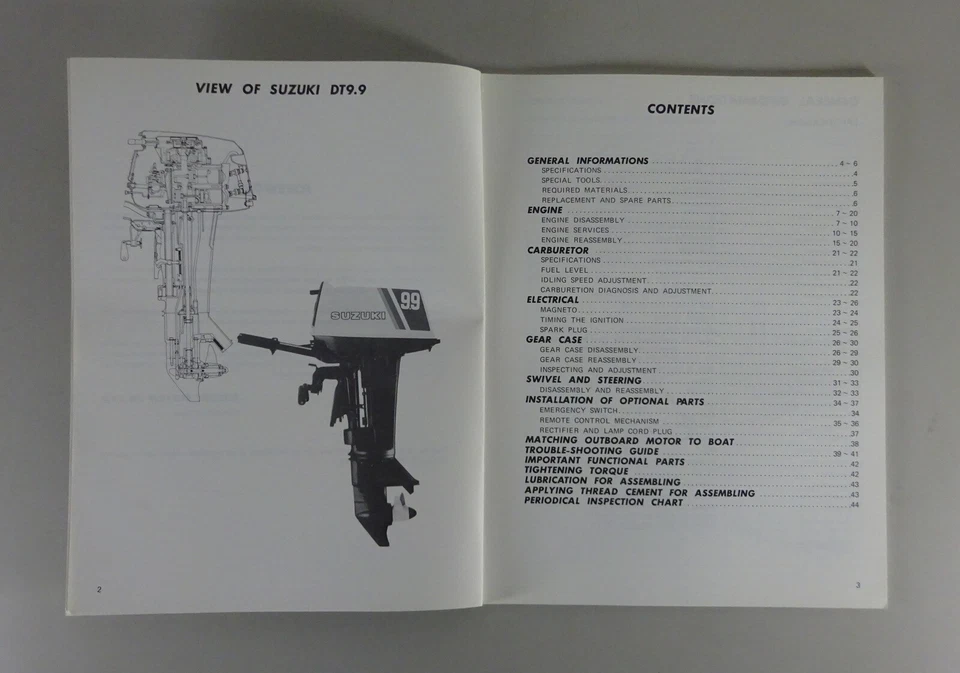 VIEW OF SUZUKI DT9.9
SUZUKI
99
2
CONTENTS
GENERAL INFORMATIONS 4 ~ 6
SPECIFICATIONS 4
SPECIAL TOOLS 5
REQUIRED MATERIALS 6
REPLACEMENT AND SPARE PARTS 6
ENGINE 7 ~ 20
ENGINE DISASSEMBLY 7 ~ 10
ENGINE SERVICES 10 ~ 15
ENGINE REASSEMBLY 15 ~ 20
CARBURETOR 21 ~ 22
SPECIFICATIONS 21
FUEL LEVEL 21 ~ 22
IDLING SPEED ADJUSTMENT 22
CARBURETION DIAGNOSIS AND ADJUSTMENT 22
ELECTRICAL 23 ~ 26
MAGNETO 23 ~ 24
TIMING THE IGNITION 24 ~ 25
SPARK PLUG 25 ~ 26
GEAR CASE 26 ~ 30
GEAR CASE DISASSEMBLY 26 ~ 29
GEAR CASE REASSEMBLY 29 ~ 30
INSPECTING AND ADJUSTMENT 30
SWIVEL AND STEERING 31 ~ 33
DISASSEMBLY AND REASSEMBLY 32 ~ 33
INSTALLATION OF OPTIONAL PARTS 34 ~ 37
EMERGENCY SWITCH 34
REMOTE CONTROL MECHANISM 35 ~ 36
RECTIFIER AND LAMP CORD PLUG 37
MATCHING OUTBOARD MOTOR TO BOAT 38
TROUBLE-SHOOTING GUIDE 39 ~ 41
IMPORTANT FUNCTIONAL PARTS 42
TIGHTENING TORQUE 42
LUBRICATION FOR ASSEMBLING 43
APPLYING THREAD CEMENT FOR ASSEMBLING 43
PERIODICAL INSPECTION CHART 44
3